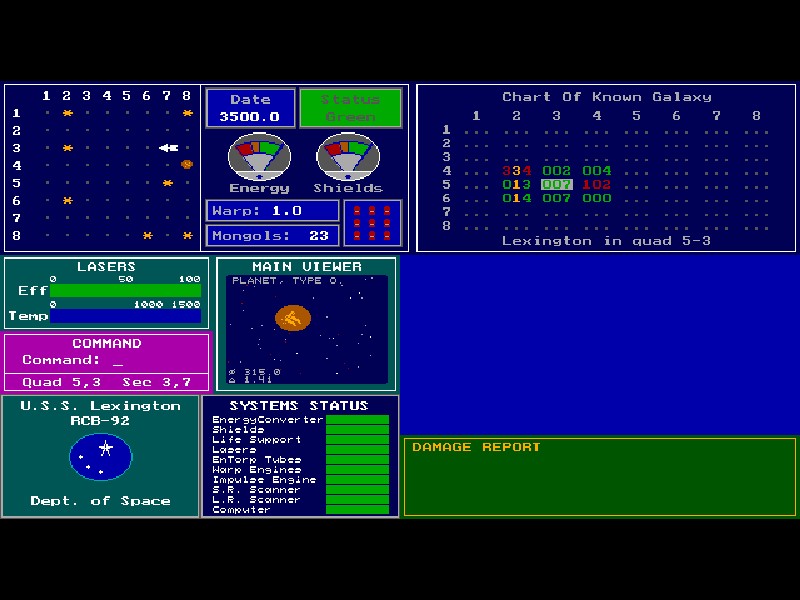 1 2 3 4 5 6 7 8
1
2
3
4
5
6
7
8
Date
3500.0
Status
Green
Energy Shields
Warp: 1.0
Mongols: 23
Chart Of Known Galaxy
1 2 3 4 5 6 7 8
1 ... ... ... ... ... ... ... ...
2 ... ... ... ... ... ... ... ...
3 ... ... ... ... ... ... ... ...
4 ... 334 002 004 ... ... ... ...
5 ... 013 007 102 ... ... ... ...
6 ... 014 007 000 ... ... ... ...
7 ... ... ... ... ... ... ... ...
8 ... ... ... ... ... ... ... ...
Lexington in quad 5-3
LASERS
0 50 100
Eff
0 1000 1500
Temp
MAIN VIEWER
PLANET, TYPE O.
315.0
1.41
COMMAND
Command: _
Quad 5,3 Sec 3,7
U.S.S. Lexington
RCB-92
Dept. of Space
SYSTEMS STATUS
EnergyConverter
Shields
Life Support
Lasers
EnTorp Tubes
Warp Engines
Impulse Engine
S.R. Scanner
L.R. Scanner
Computer
DAMAGE REPORT